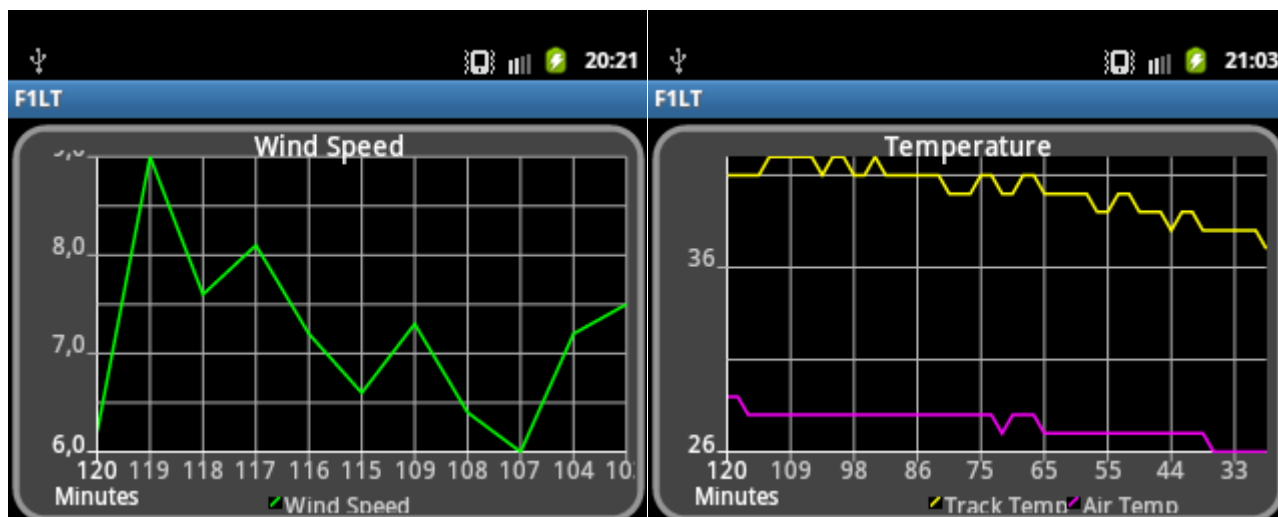 20:21
F1LT
Wind Speed
9,0
8,0
7,0
6,0
120 119 118 117 116 115 109 108 107 104
Minutes
Wind Speed
21:03
F1LT
Temperature
36
26
120 109 98 86 75 65 55 44 33
Minutes
Track Temp Air Temp